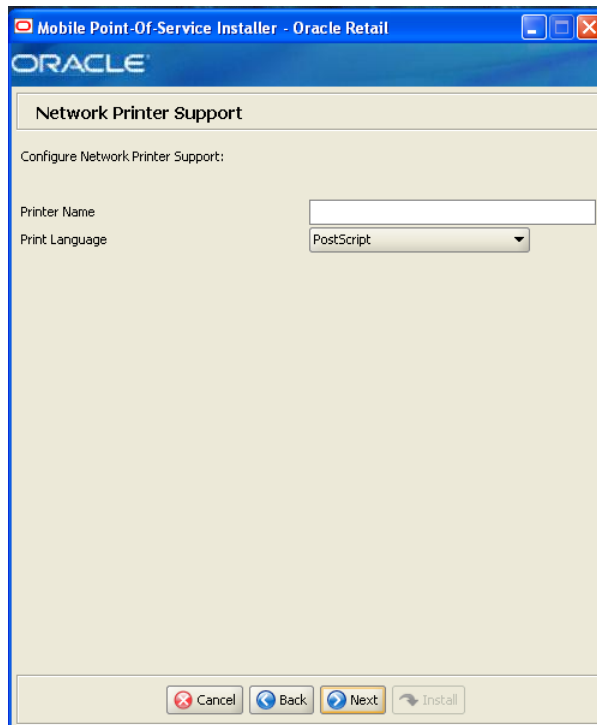 Mobile Point-Of-Service Installer - Oracle Retail
ORACLE
Network Printer Support
Configure Network Printer Support:
Printer Name
Print Language PostScript
Cancel Back Next Install